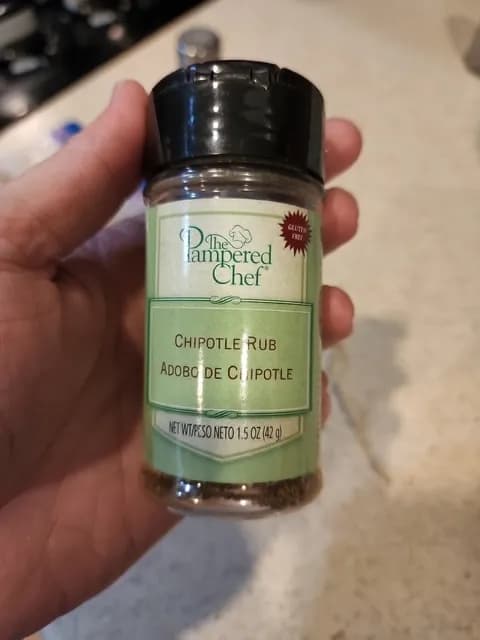 The
Pampered
Chef®
GLUTEN
FREE
CHIPOTLE RUB
ADOBO DE CHIPOTLE
NET WT/PESO NETO 1.5 OZ (42 g)